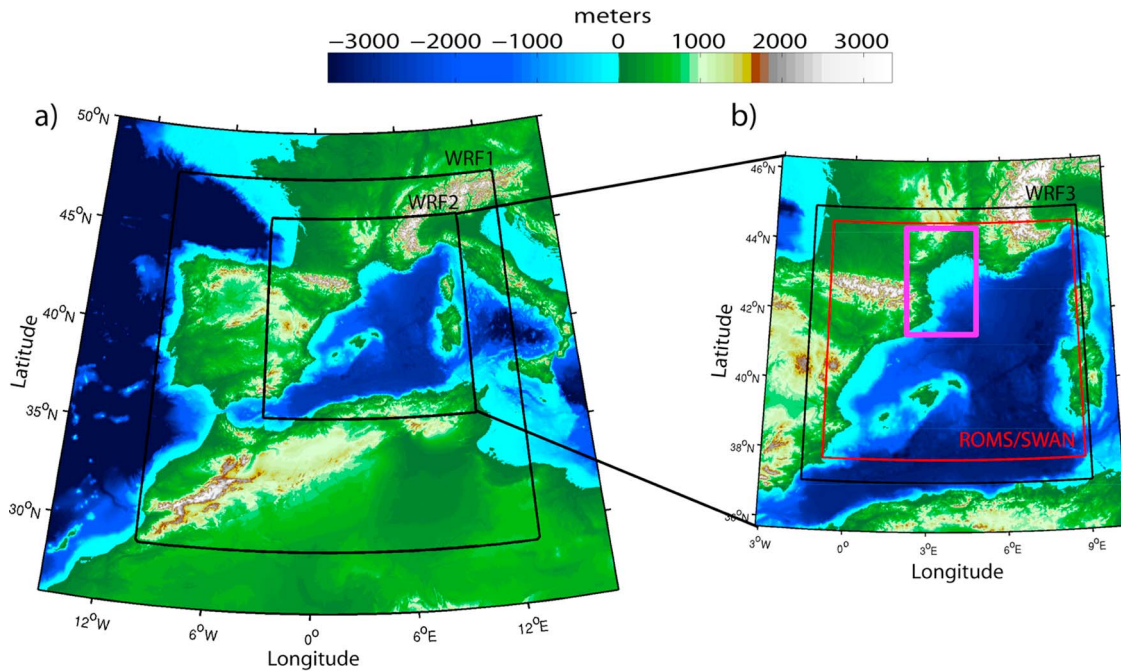 meters
−3000 −2000 −1000 0 1000 2000 3000
a)
b)
50°N
45°N
40°N
35°N
30°N
Latitude
12°W 6°W 0° 6°E 12°E
Longitude
WRF1
WRF2
46°N
44°N
42°N
40°N
38°N
36°N
Latitude
3°W 0° 3°E 6°E 9°E
Longitude
WRF3
ROMS/SWAN